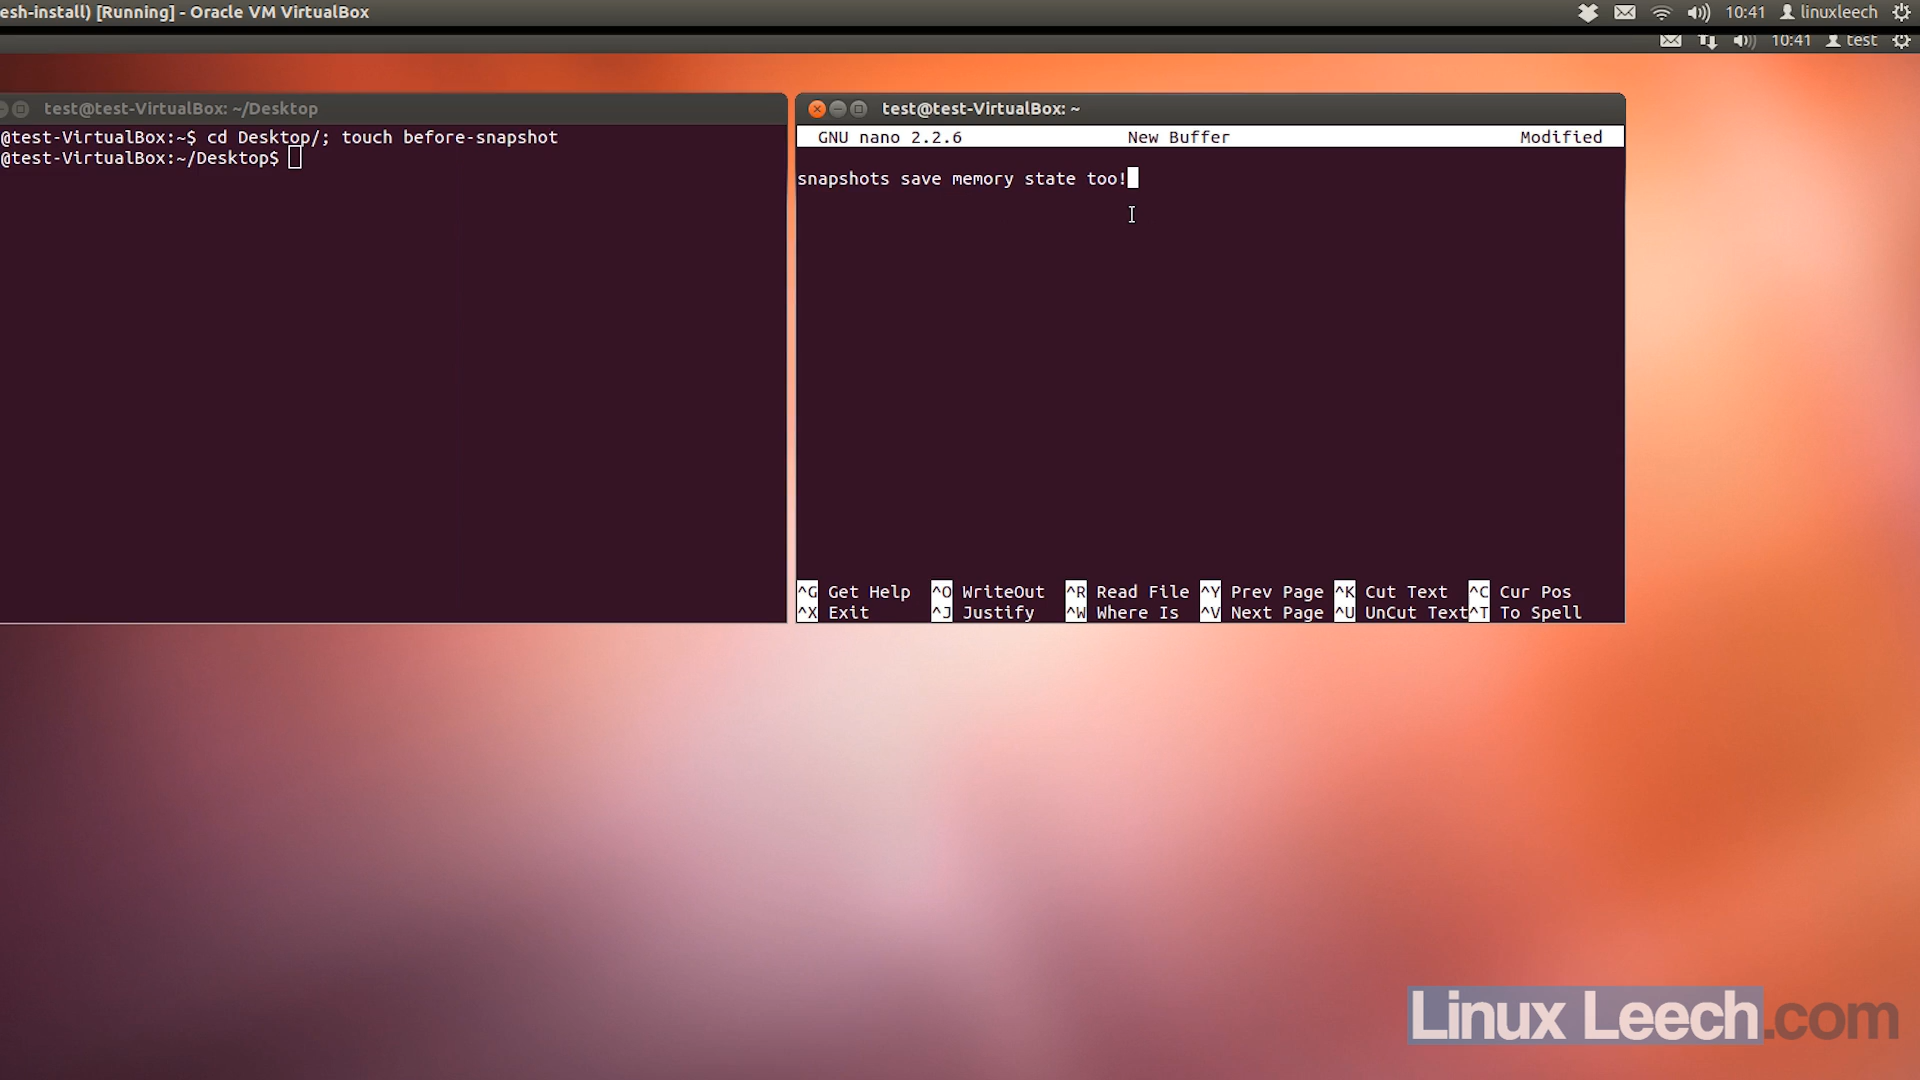 esh-install) [Running] - Oracle VM VirtualBox 10:41 linuxleech
10:41 test
test@test-VirtualBox: ~/Desktop
@test-VirtualBox:~$ cd Desktop/; touch before-snapshot
@test-VirtualBox:~/Desktop$
test@test-VirtualBox: ~
GNU nano 2.2.6 New Buffer Modified
snapshots save memory state too!
^G Get Help ^O WriteOut ^R Read File ^Y Prev Page ^K Cut Text ^C Cur Pos
^X Exit ^J Justify ^W Where Is ^V Next Page ^U UnCut Text^T To Spell
Linux Leech.com